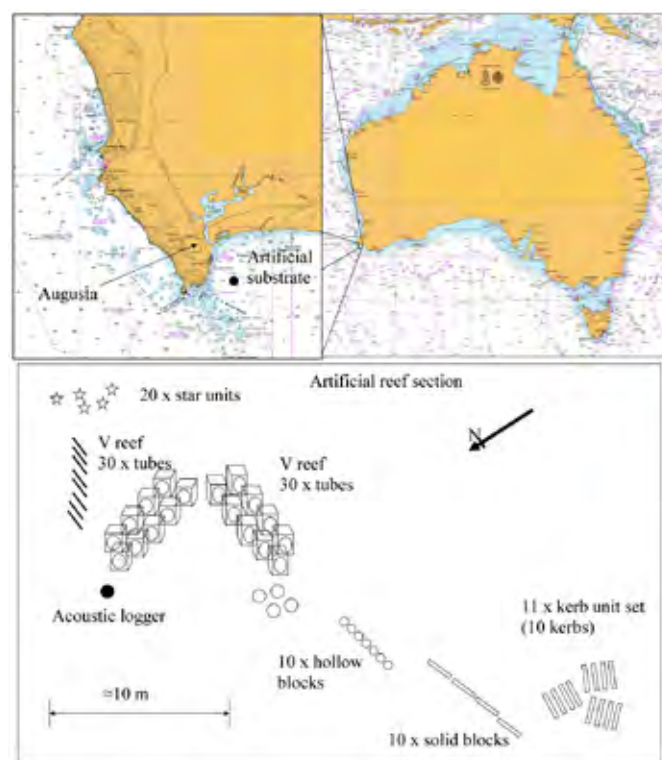 Augusta
Artificial
substrate
Artificial reef section
20 x star units
N
V reef
30 x tubes
V reef
30 x tubes
Acoustic logger
11 x kerb unit set
(10 kerbs)
10 x hollow
blocks
≈10 m
10 x solid blocks